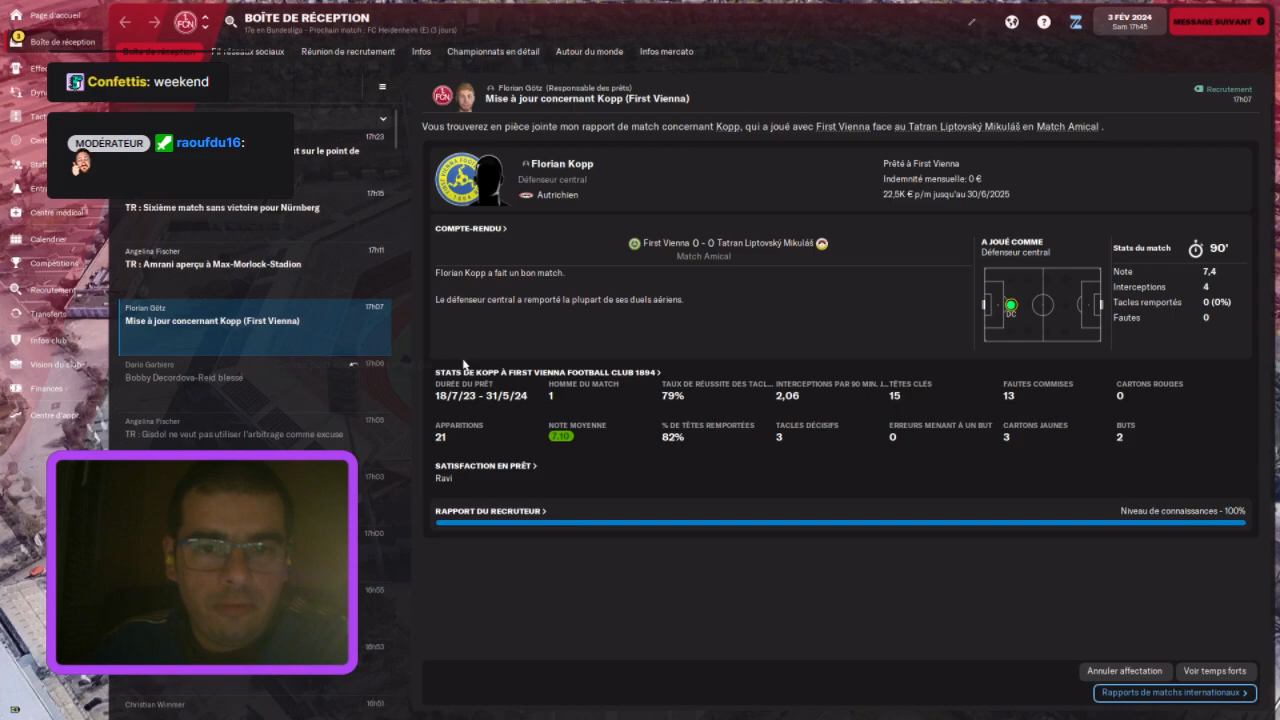 Page d'accueil
BOÎTE DE RÉCEPTION
17e en Bundesliga - Prochain match : FC Heidenheim (E) (3 jours)
3 FÉV 2024
Sam 17h45
MESSAGE SUIVANT
3
Boîte de réception
Réunion de recrutement
Infos
Championnats en détail
Autour du monde
Infos mercato
Confettis: weekend
MODÉRATEUR raoufdu16:
Centre médical
Calendrier
Compétitions
Recrutement
Transferts
Infos club
Vision du club
Finances
Centre d'appr.
17h23
st sur le point de
17h15
TR : Sixième match sans victoire pour Nürnberg
Angelina Fischer 17h11
TR : Amrani aperçu à Max-Morlock-Stadion
Florian Götz 17h07
Mise à jour concernant Kopp (First Vienna)
Dario Garbiero 17h06
Bobby Decordova-Reid blessé
Angelina Fischer 17h05
TR : Gisdol ne veut pas utiliser l'arbitrage comme excuse
17h03
17h00
16h55
16h53
Christian Wimmer 16h51
Florian Götz (Responsable des prêts)
Mise à jour concernant Kopp (First Vienna)
Recrutement
17h07
Vous trouverez en pièce jointe mon rapport de match concernant Kopp, qui a joué avec First Vienna face au Tatran Liptovský Mikuláš en Match Amical .
Florian Kopp
Défenseur central
Autrichien
Prêté à First Vienna
Indemnité mensuelle: 0 €
22,5K € p/m jusqu'au 30/6/2025
COMPTE-RENDU >
First Vienna 0 - 0 Tatran Liptovský Mikuláš
Match Amical
Florian Kopp a fait un bon match.
Le défenseur central a remporté la plupart de ses duels aériens.
A JOUÉ COMME
Défenseur central
DC
Stats du match 90'
Note 7,4
Interceptions 4
Tacles remportés 0 (0%)
Fautes 0
STATS DE KOPP À FIRST VIENNA FOOTBALL CLUB 1894 >
DURÉE DU PRÊT HOMME DU MATCH TAUX DE RÉUSSITE DES TACL... INTERCEPTIONS PAR 90 MIN. J... TÊTES CLÉS FAUTES COMMISES CARTONS ROUGES
18/7/23 - 31/5/24 1 79% 2,06 15 13 0
APPARITIONS NOTE MOYENNE % DE TÊTES REMPORTÉES TACLES DÉCISIFS ERREURS MENANT À UN BUT CARTONS JAUNES BUTS
21 7.10 82% 3 0 3 2
SATISFACTION EN PRÊT >
Ravi
RAPPORT DU RECRUTEUR >
Niveau de connaissances - 100%
Annuler affectation
Voir temps forts
Rapports de matchs internationaux >